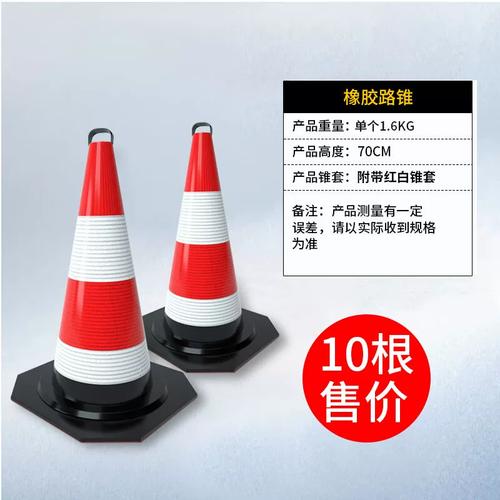 橡胶路锥
产品重量：单个1.6KG
产品高度：70CM
产品锥套：附带红白锥套
备注：产品测量有一定
误差，请以实际收到规格
为准
10根
售价